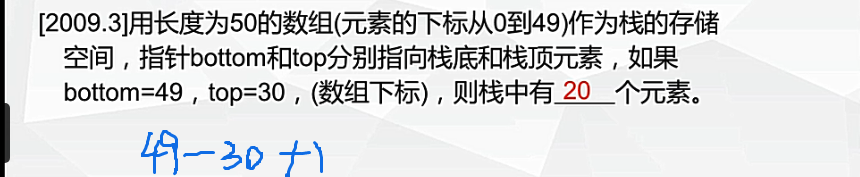 [2009.3]用长度为50的数组(元素的下标从0到49)作为栈的存储
空间，指针bottom和top分别指向栈底和栈顶元素，如果
bottom=49，top=30，(数组下标)，则栈中有_20__个元素。
49-30+1